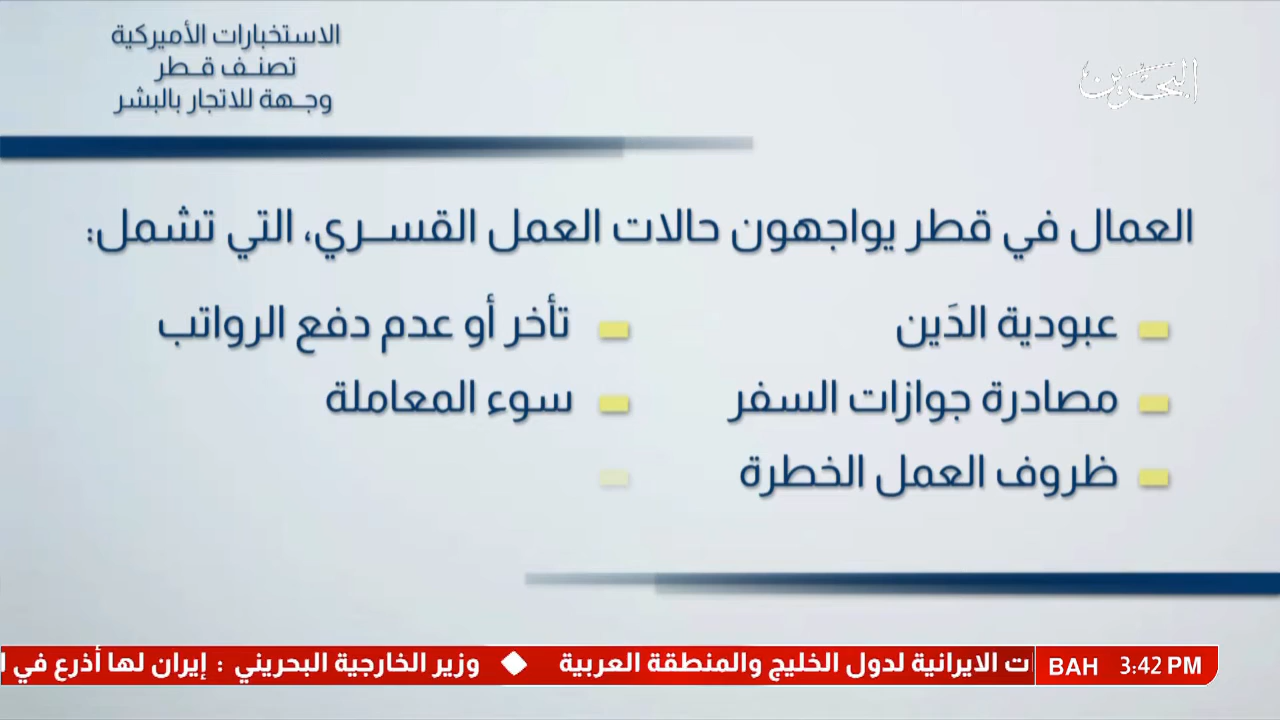 الاستخبارات الأميركية
تصنف قطر
وجهة للاتجار بالبشر
البحرين
العمال في قطر يواجهون حالات العمل القسري، التي تشمل:
عبودية الدَين
مصادرة جوازات السفر
ظروف العمل الخطرة
تأخر أو عدم دفع الرواتب
سوء المعاملة
BAH 3:42 PM
ت الايرانية لدول الخليج والمنطقة العربية ◆ وزير الخارجية البحريني : إيران لها أذرع في